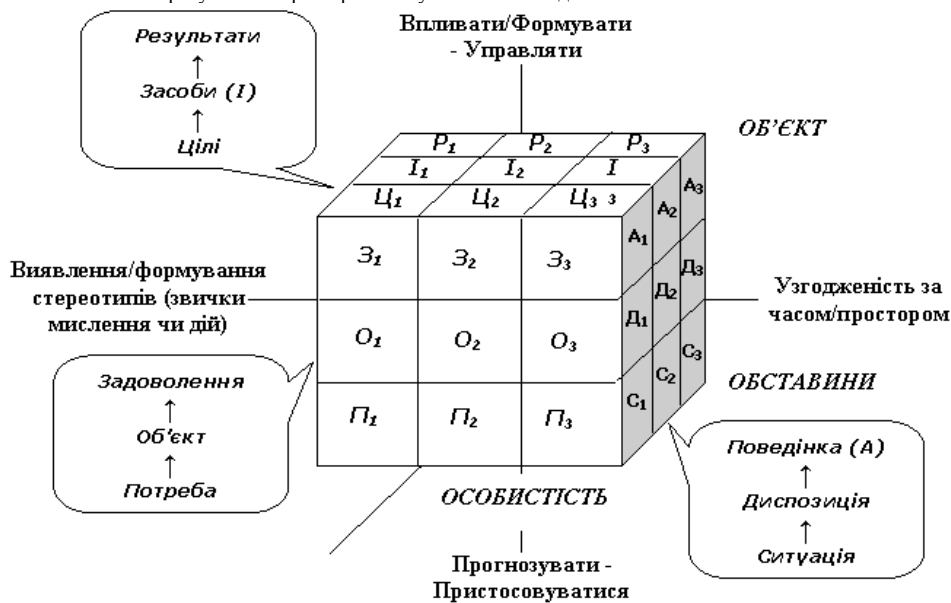 Впливати/Формувати
- Управляти
Результати
↑
Засоби (І)
↑
Цілі
ОБ'ЄКТ
Р1 Р2 Р3
І1 І2 І
Ц1 Ц2 Ц3 3
З1 З2 З3
О1 О2 О3
П1 П2 П3
А1 А2 А3
Д1 Д2 Д3
С1 С2 С3
Виявлення/формування
стереотипів (звички
мислення чи дій)
Узгодженість за
часом/простором
Задоволення
↑
Об'єкт
↑
Потреба
ОБСТАВИНИ
Поведінка (А)
↑
Диспозиція
↑
Ситуація
ОСОБИСТІСТЬ
Прогнозувати -
Пристосовуватися